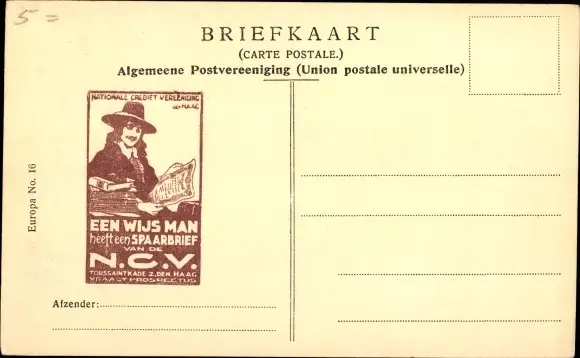 5 =
BRIEFKAART
(CARTE POSTALE.)
Algemeene Postvereeniging (Union postale universelle)
NATIONALE CREDIET VEREENIGING
DEN HAAG
EEN WIJS MAN
heeft een SPAARBRIEF
VAN DE
N.C.V.
TOUSSAINTKADE 2, DEN HAAG
VRAAGT PROSPECTUS
Europa No. 16
Afzender: